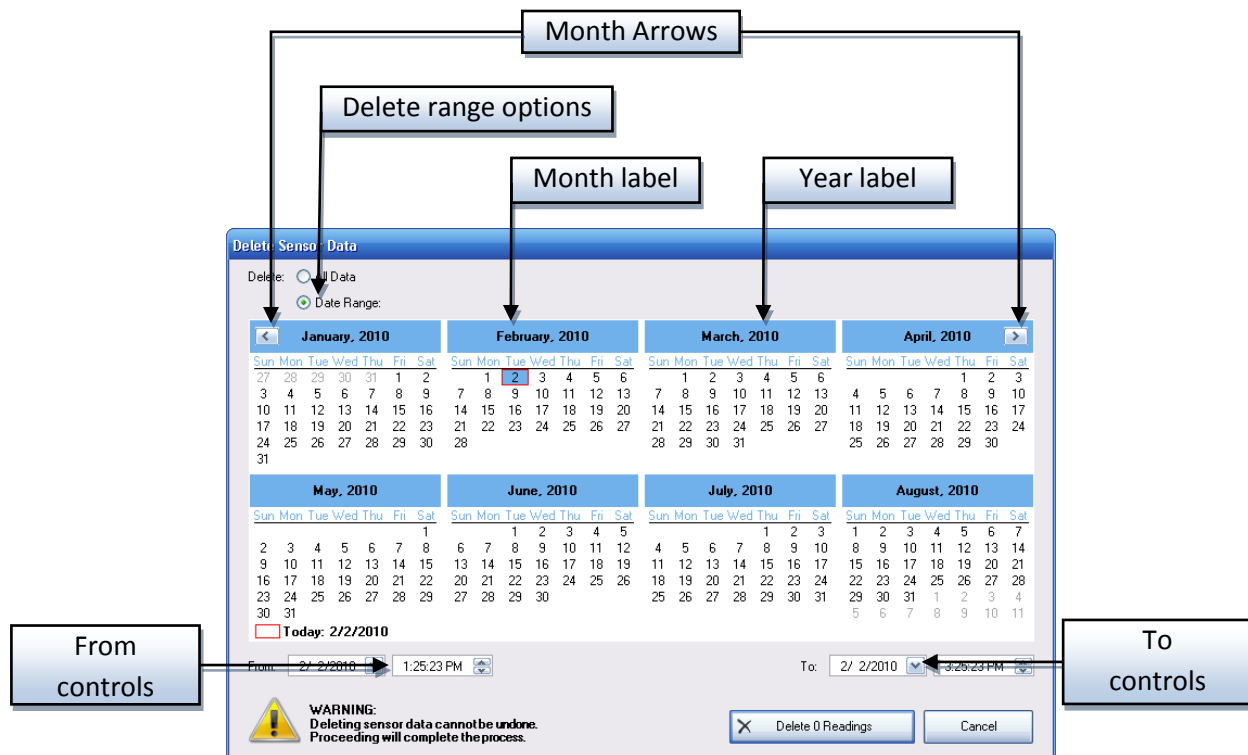 Month Arrows
Delete range options
Month label
Year label
Delete Sensor Data
Delete:
All Data
Date Range:
January, 2010
February, 2010
March, 2010
April, 2010
Sun Mon Tue Wed Thu Fri Sat
Sun Mon Tue Wed Thu Fri Sat
Sun Mon Tue Wed Thu Fri Sat
Sun Mon Tue Wed Thu Fri Sat
27 28 29 30 31 1 2
1 2 3 4 5 6
1 2 3 4 5 6
1 2 3
3 4 5 6 7 8 9
7 8 9 10 11 12 13
7 8 9 10 11 12 13
4 5 6 7 8 9 10
10 11 12 13 14 15 16
14 15 16 17 18 19 20
14 15 16 17 18 19 20
11 12 13 14 15 16 17
17 18 19 20 21 22 23
21 22 23 24 25 26 27
21 22 23 24 25 26 27
18 19 20 21 22 23 24
24 25 26 27 28 29 30
28
28 29 30 31
25 26 27 28 29 30
31
May, 2010
June, 2010
July, 2010
August, 2010
Sun Mon Tue Wed Thu Fri Sat
Sun Mon Tue Wed Thu Fri Sat
Sun Mon Tue Wed Thu Fri Sat
Sun Mon Tue Wed Thu Fri Sat
1
1 2 3 4 5
1 2 3
1 2 3 4 5 6 7
2 3 4 5 6 7 8
6 7 8 9 10 11 12
4 5 6 7 8 9 10
8 9 10 11 12 13 14
9 10 11 12 13 14 15
13 14 15 16 17 18 19
11 12 13 14 15 16 17
15 16 17 18 19 20 21
16 17 18 19 20 21 22
20 21 22 23 24 25 26
18 19 20 21 22 23 24
22 23 24 25 26 27 28
23 24 25 26 27 28 29
27 28 29 30
25 26 27 28 29 30 31
29 30 31 1 2 3 4
30 31
5 6 7 8 9 10 11
Today: 2/2/2010
From controls
From: 2/ 2/2010 1:25:23 PM
To: 2/ 2/2010 3:25:23 PM
To controls
WARNING:
Deleting sensor data cannot be undone.
Proceeding will complete the process.
Delete 0 Readings
Cancel